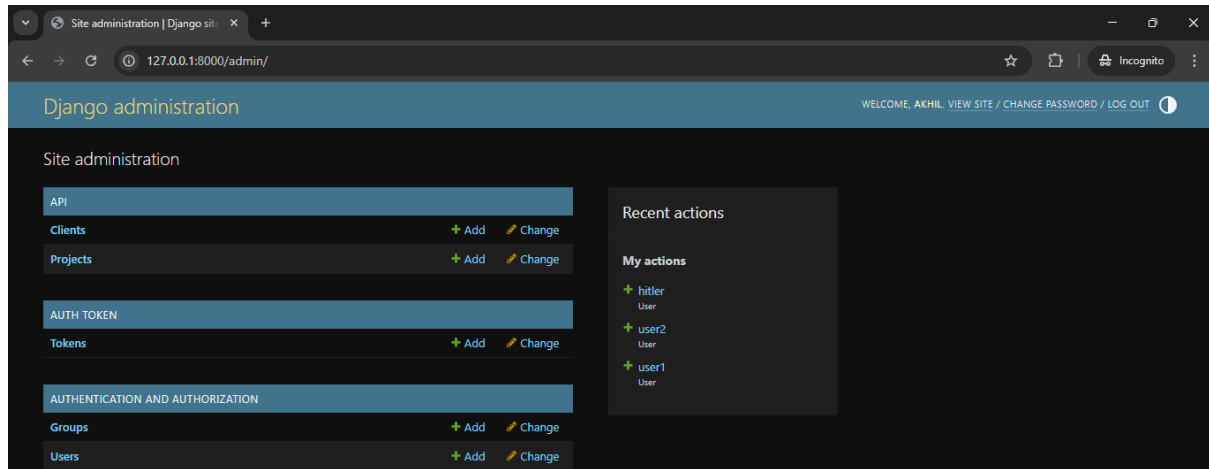 Site administration | Django site
127.0.0.1:8000/admin/
Incognito
Django administration
WELCOME, AKHIL. VIEW SITE / CHANGE PASSWORD / LOG OUT
Site administration
API
Clients + Add Change
Projects + Add Change
AUTH TOKEN
Tokens + Add Change
AUTHENTICATION AND AUTHORIZATION
Groups + Add Change
Users + Add Change
Recent actions
My actions
+ hitler
User
+ user2
User
+ user1
User